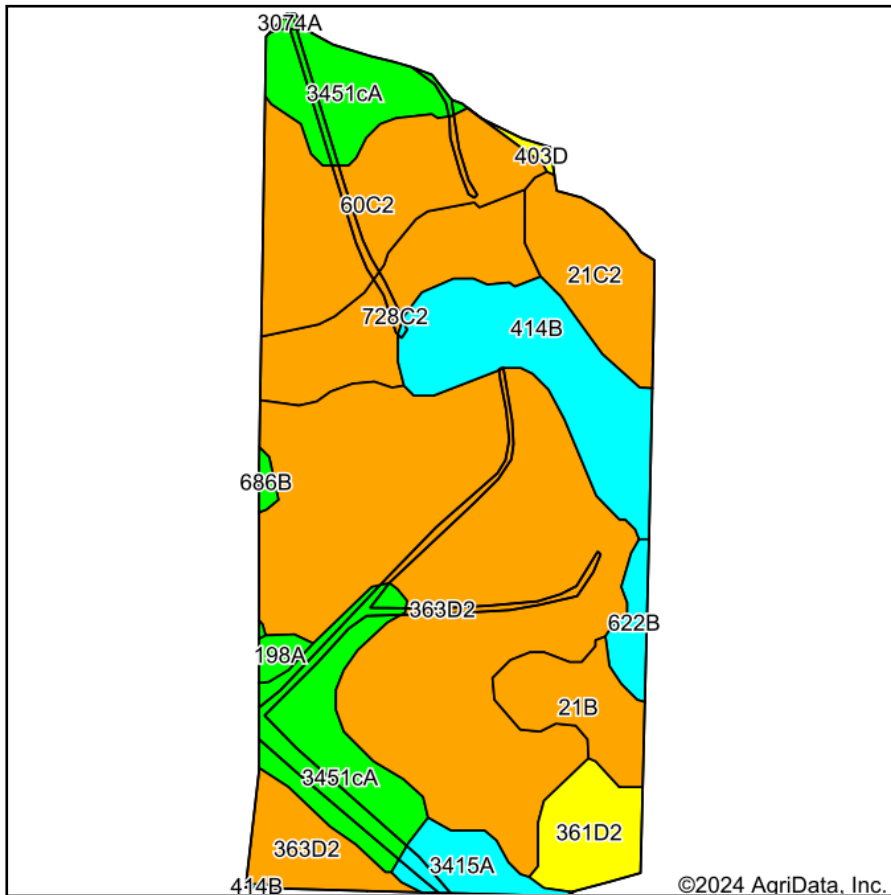 3074A
3451cA
403D
60C2
21C2
728C2
414B
686B
363D2
622B
198A
21B
3451cA
361D2
363D2
3415A
414B
©2024 AgriData, Inc.